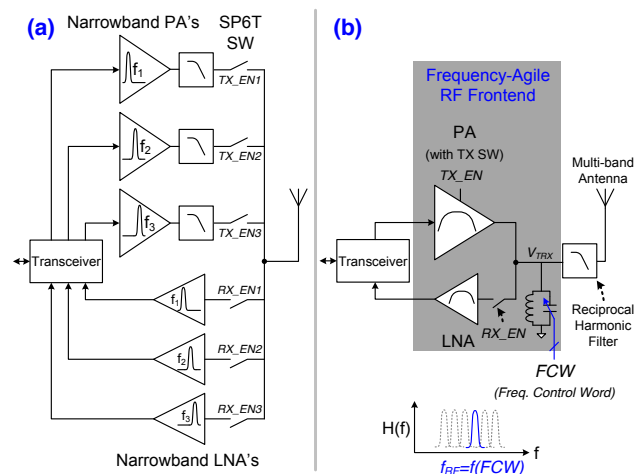 (a)
Narrowband PA's
SP6T
SW
f1
TX_EN1
f2
TX_EN2
f3
TX_EN3
Transceiver
f1
RX_EN1
f2
RX_EN2
f3
RX_EN3
Narrowband LNA's
(b)
Frequency-Agile
RF Frontend
PA
(with TX SW)
TX_EN
Multi-band
Antenna
Transceiver
VTRX
LNA
RX_EN
Reciprocal
Harmonic
Filter
FCW
(Freq. Control Word)
H(f)
f
fRF=f(FCW)